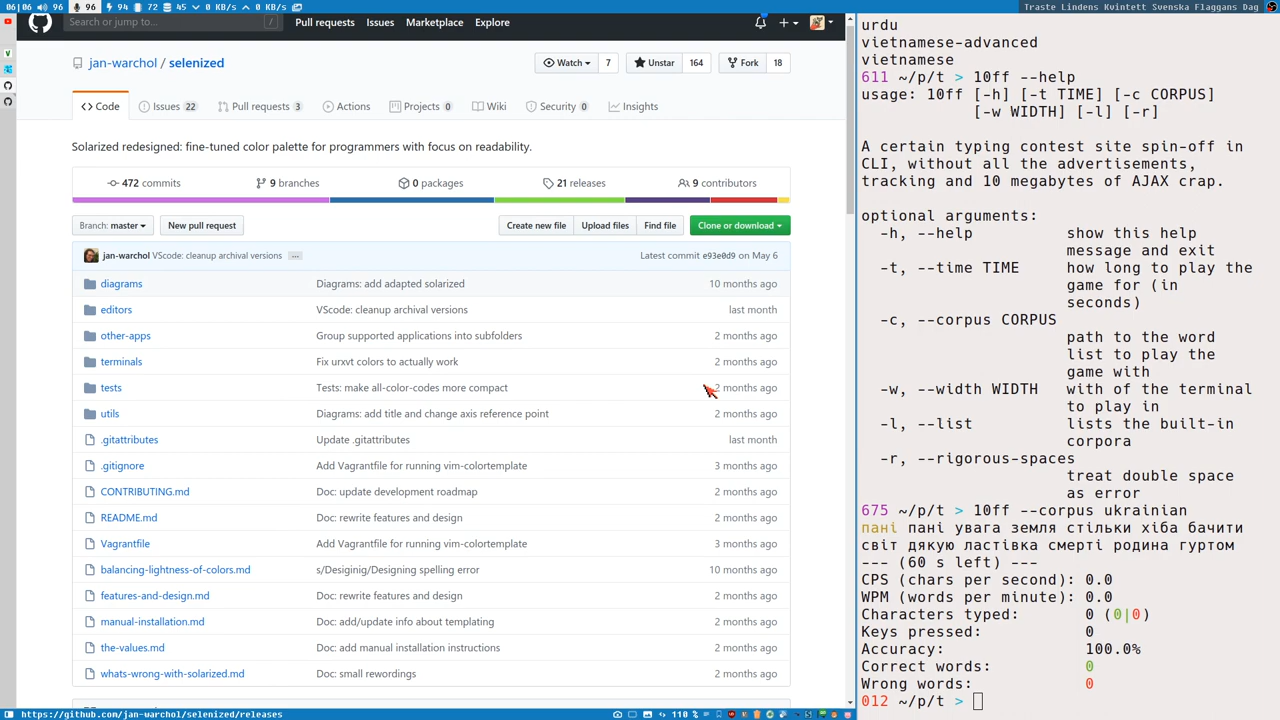 06|06 96 96 94 72 45 0 KB/s 0 KB/s
Traste Lindens Kvintett Svenska Flaggans Dag
Search or jump to… /
Pull requests Issues Marketplace Explore
jan-warchol / selenized
Watch 7 Unstar 164 Fork 18
Code Issues 22 Pull requests 3 Actions Projects 0 Wiki Security 0 Insights
Solarized redesigned: fine-tuned color palette for programmers with focus on readability.
472 commits 9 branches 0 packages 21 releases 9 contributors
Branch: master New pull request Create new file Upload files Find file Clone or download
jan-warchol VScode: cleanup archival versions … Latest commit e93e0d9 on May 6
diagrams Diagrams: add adapted solarized 10 months ago
editors VScode: cleanup archival versions last month
other-apps Group supported applications into subfolders 2 months ago
terminals Fix urxvt colors to actually work 2 months ago
tests Tests: make all-color-codes more compact 2 months ago
utils Diagrams: add title and change axis reference point 2 months ago
.gitattributes Update .gitattributes last month
.gitignore Add Vagrantfile for running vim-colortemplate 3 months ago
CONTRIBUTING.md Doc: update development roadmap 2 months ago
README.md Doc: rewrite features and design 2 months ago
Vagrantfile Add Vagrantfile for running vim-colortemplate 3 months ago
balancing-lightness-of-colors.md s/Desiginig/Designing spelling error 10 months ago
features-and-design.md Doc: rewrite features and design 2 months ago
manual-installation.md Doc: add/update info about templating 2 months ago
the-values.md Doc: add manual installation instructions 2 months ago
whats-wrong-with-solarized.md Doc: small rewordings 2 months ago
https://github.com/jan-warchol/selenized/releases
110 %
urdu
vietnamese-advanced
vietnamese
611 ~/p/t > 10ff --help
usage: 10ff [-h] [-t TIME] [-c CORPUS]
[-w WIDTH] [-l] [-r]
A certain typing contest site spin-off in
CLI, without all the advertisements,
tracking and 10 megabytes of AJAX crap.
optional arguments:
-h, --help show this help
message and exit
-t, --time TIME how long to play the
game for (in
seconds)
-c, --corpus CORPUS
path to the word
list to play the
game with
-w, --width WIDTH with of the terminal
to play in
-l, --list lists the built-in
corpora
-r, --rigorous-spaces
treat double space
as error
675 ~/p/t > 10ff --corpus ukrainian
пані пані увага земля стільки хіба бачити
світ дякую ластівка смерті родина гуртом
--- (60 s left) ---
CPS (chars per second): 0.0
WPM (words per minute): 0.0
Characters typed: 0 (0|0)
Keys pressed: 0
Accuracy: 100.0%
Correct words: 0
Wrong words: 0
012 ~/p/t >